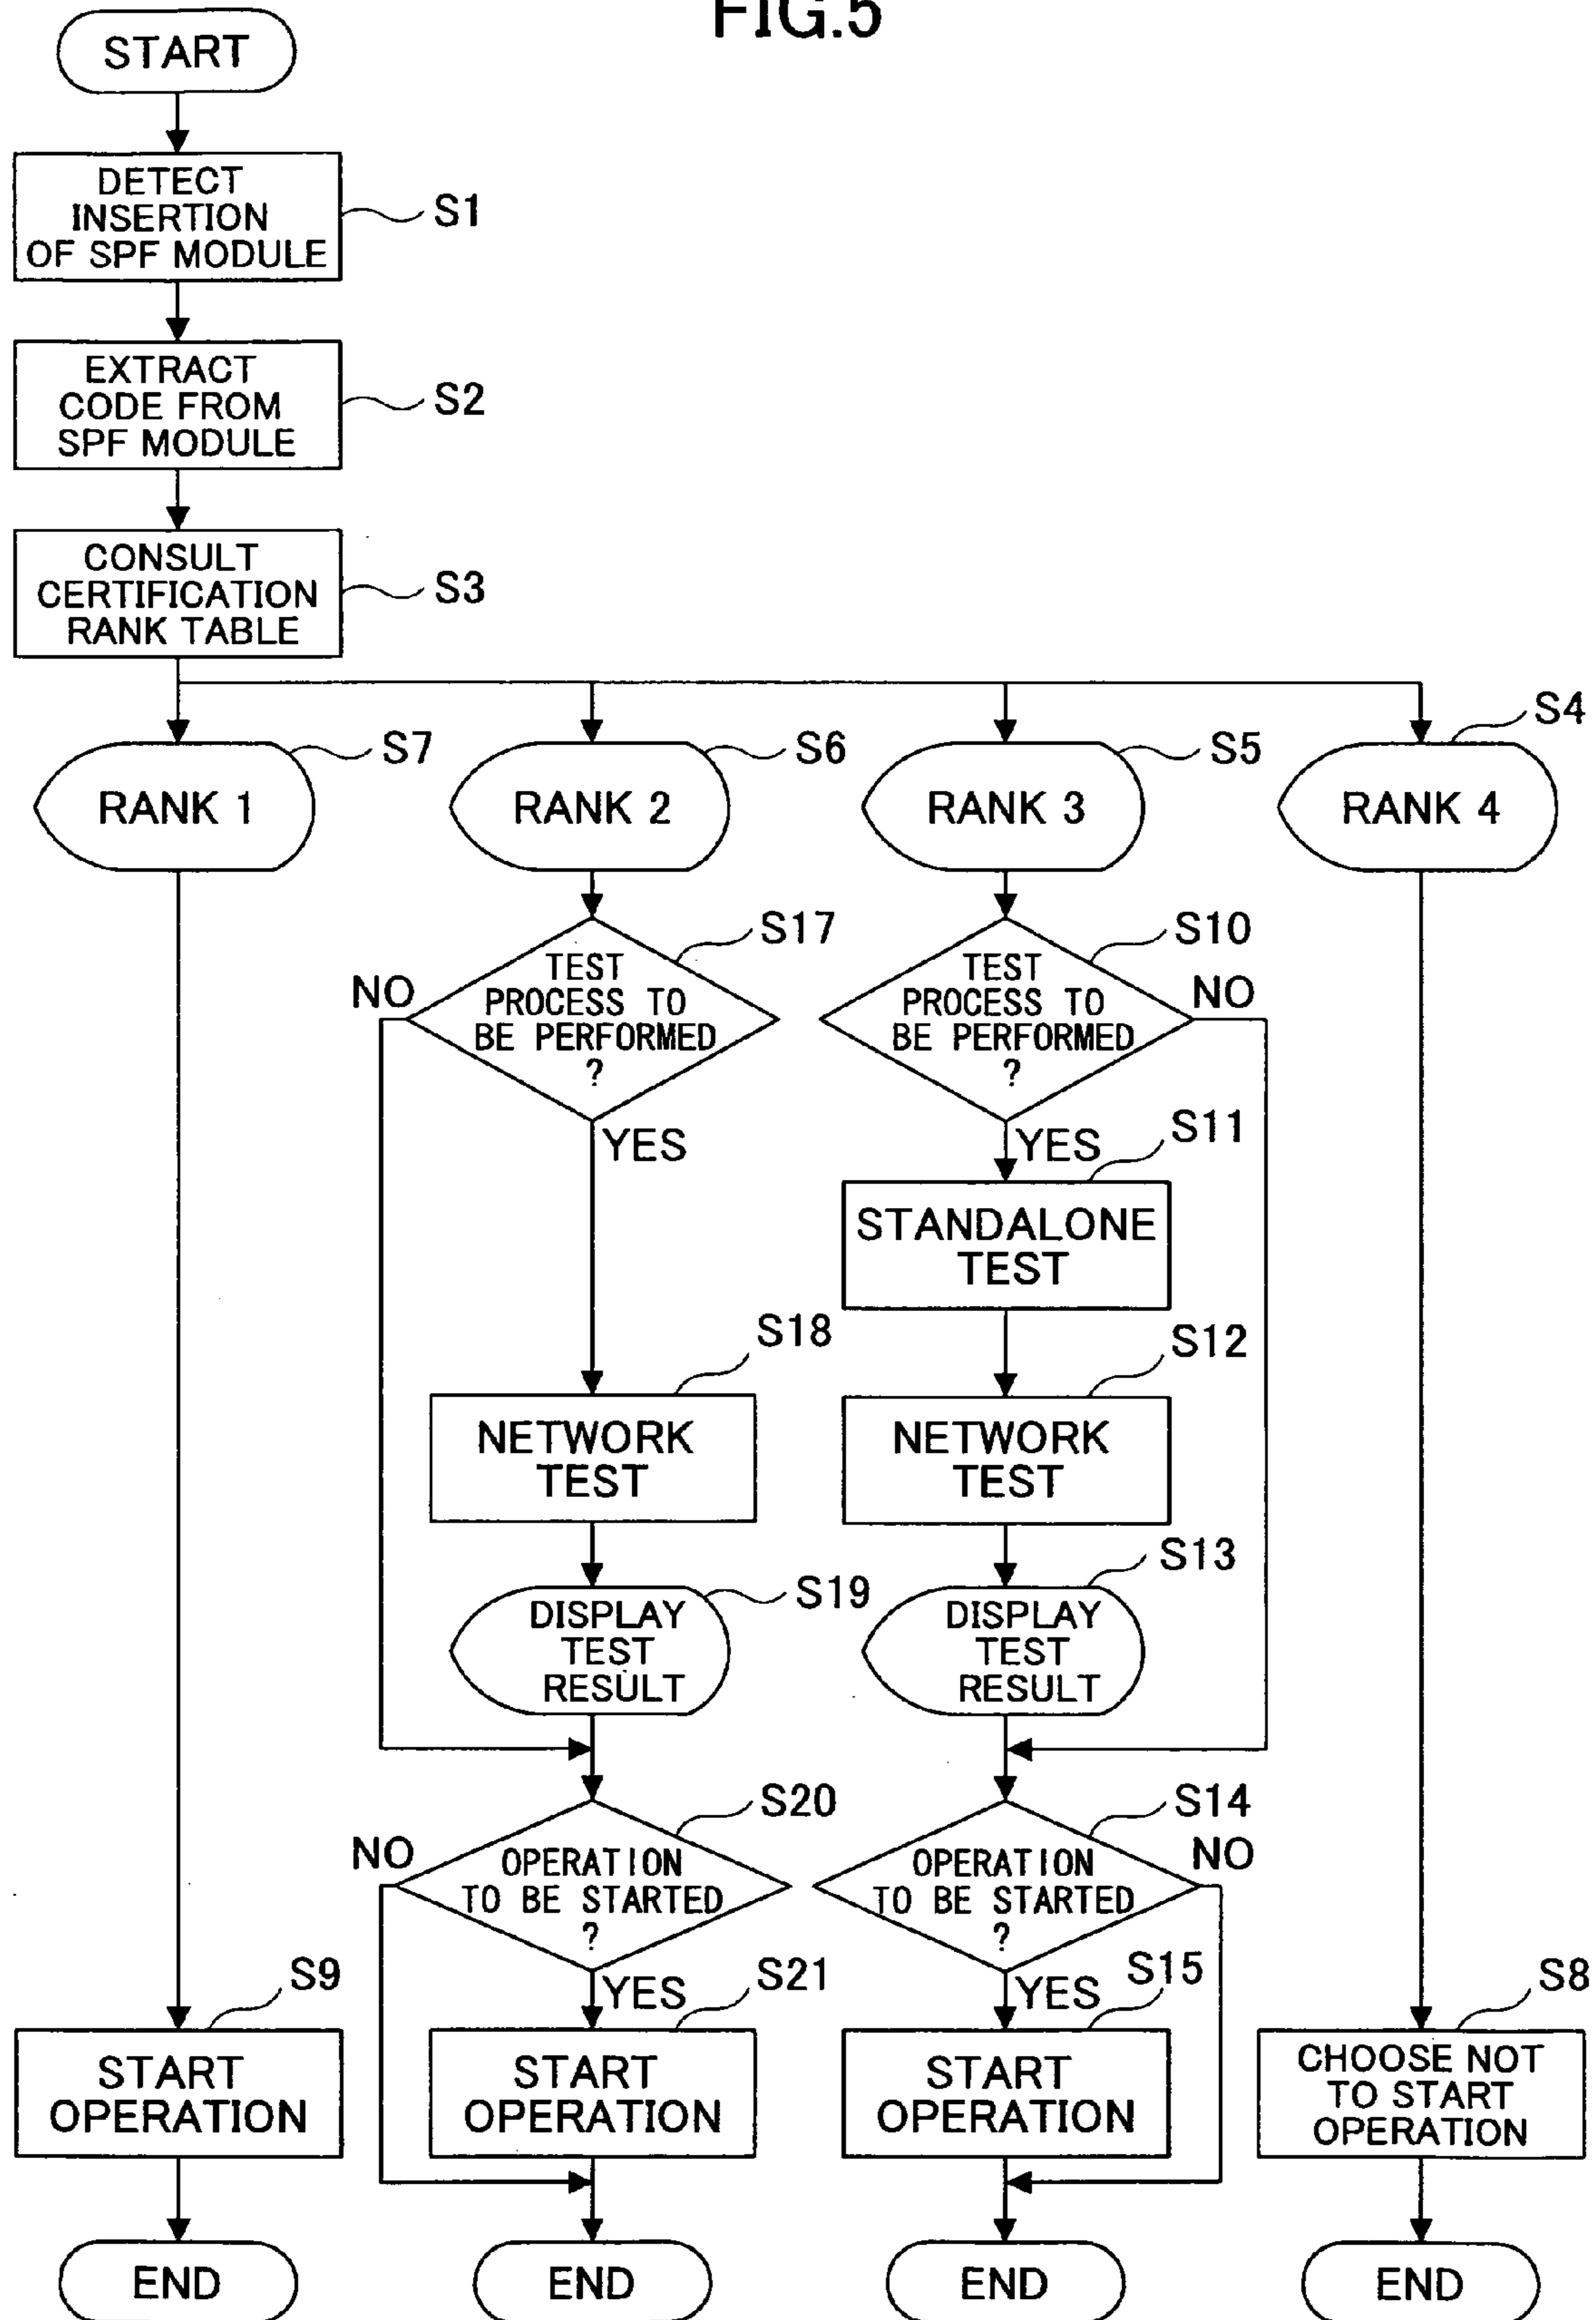 FIG.5
START
DETECT
INSERTION
OF SPF MODULE
S1
EXTRACT
CODE FROM
SPF MODULE
S2
CONSULT
CERTIFICATION
RANK TABLE
S3
S7
S6
S5
S4
RANK 1
RANK 2
RANK 3
RANK 4
S17
S10
NO
TEST
PROCESS TO
BE PERFORMED
?
TEST
PROCESS TO
BE PERFORMED
?
NO
YES
YES
S11
STANDALONE
TEST
S18
S12
NETWORK
TEST
NETWORK
TEST
S19
S13
DISPLAY
TEST
RESULT
DISPLAY
TEST
RESULT
S20
S14
NO
OPERATION
TO BE STARTED
?
OPERATION
TO BE STARTED
?
NO
S9
YES
S21
YES
S15
S8
START
OPERATION
START
OPERATION
START
OPERATION
CHOOSE NOT
TO START
OPERATION
END
END
END
END